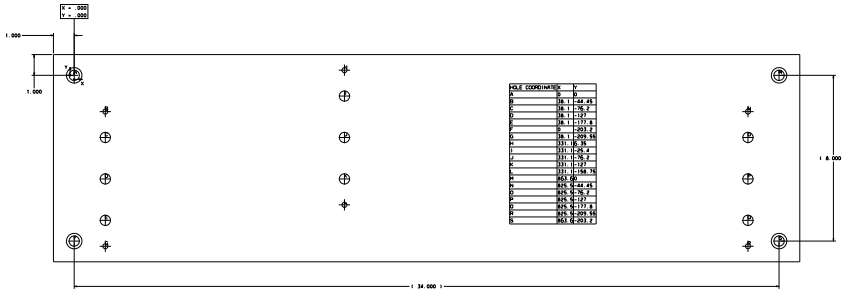 X = .000
Y = .000
1.000
1.000
Y
X
HOLE COORDINATE X Y
A 0 0
B 38.1 -44.45
C 38.1 -76.2
D 38.1 -127
E 38.1 -177.8
F 0 -203.2
G 38.1 -209.55
H 331.1 6.35
I 331.1 -25.4
J 331.1 -76.2
K 331.1 -127
L 331.1 -158.75
M 863.6 0
N 825.5 -44.45
O 825.5 -76.2
P 825.5 -127
Q 825.5 -177.8
R 825.5 -209.55
S 863.6 -203.2
( 8.000
( 34.000 )